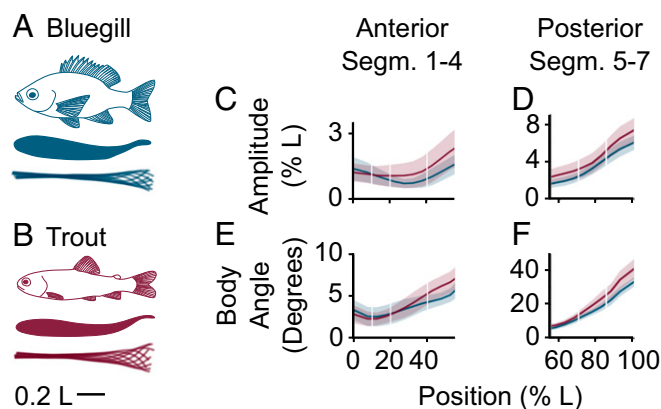 A Bluegill
B Trout
0.2 L
Anterior
Segm. 1-4
Posterior
Segm. 5-7
C
Amplitude
(% L)
3
0
D
8
4
0
E
Body
Angle
(Degrees)
10
5
0
0 20 40
F
40
20
0
60 80 100
Position (% L)